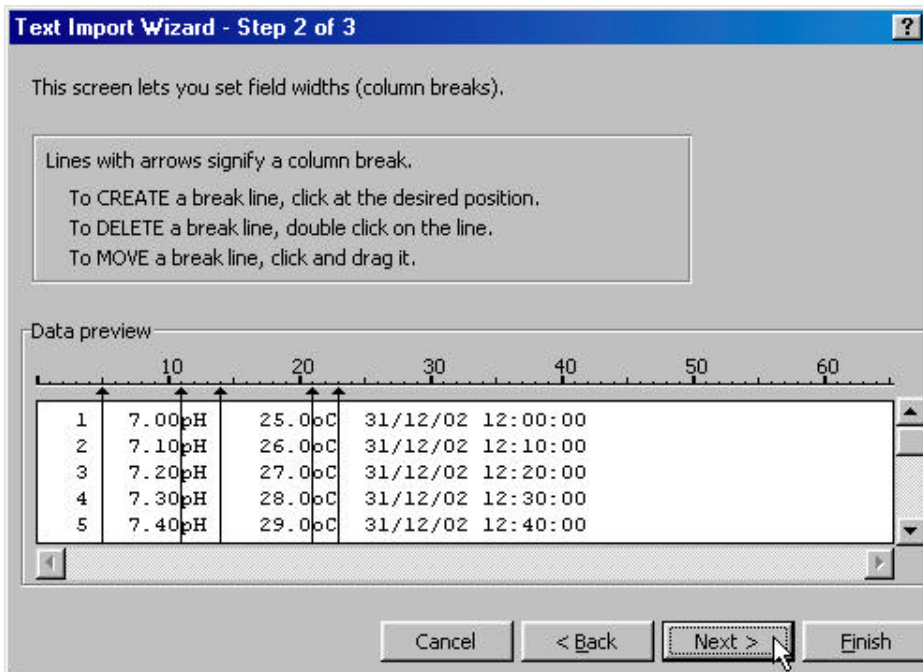 Text Import Wizard - Step 2 of 3 ?
This screen lets you set field widths (column breaks).
Lines with arrows signify a column break.
To CREATE a break line, click at the desired position.
To DELETE a break line, double click on the line.
To MOVE a break line, click and drag it.
Data preview
10 20 30 40 50 60
1 7.00pH 25.0oC 31/12/02 12:00:00
2 7.10pH 26.0oC 31/12/02 12:10:00
3 7.20pH 27.0oC 31/12/02 12:20:00
4 7.30pH 28.0oC 31/12/02 12:30:00
5 7.40pH 29.0oC 31/12/02 12:40:00
Cancel < Back Next > Finish